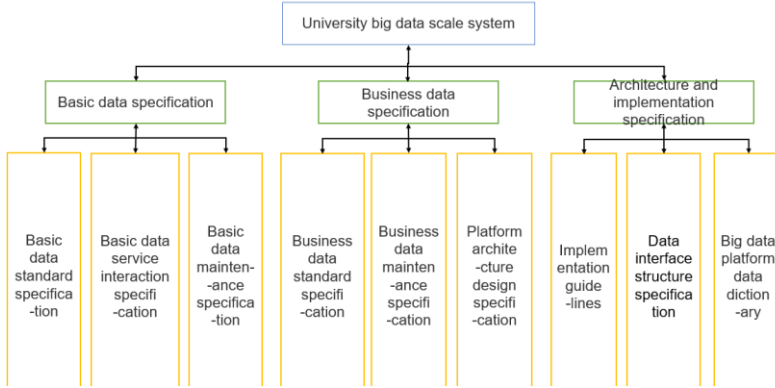 University big data scale system
Basic data specification
Business data
specification
Architecture and
implementation
specification
Basic
data
standard
specifica
-tion
Basic data
service
interaction
specifi
-cation
Basic
data
mainten-
-ance
specifica-
-tion
Business
data
standard
specifi
-cation
Business
data
mainten
-ance
specifi
-cation
Platform
archite
-cture
design
specifi
-cation
Implem
entation
guide
-lines
Data
interface
structure
specifica
tion
Big data
platform
data
diction
-ary